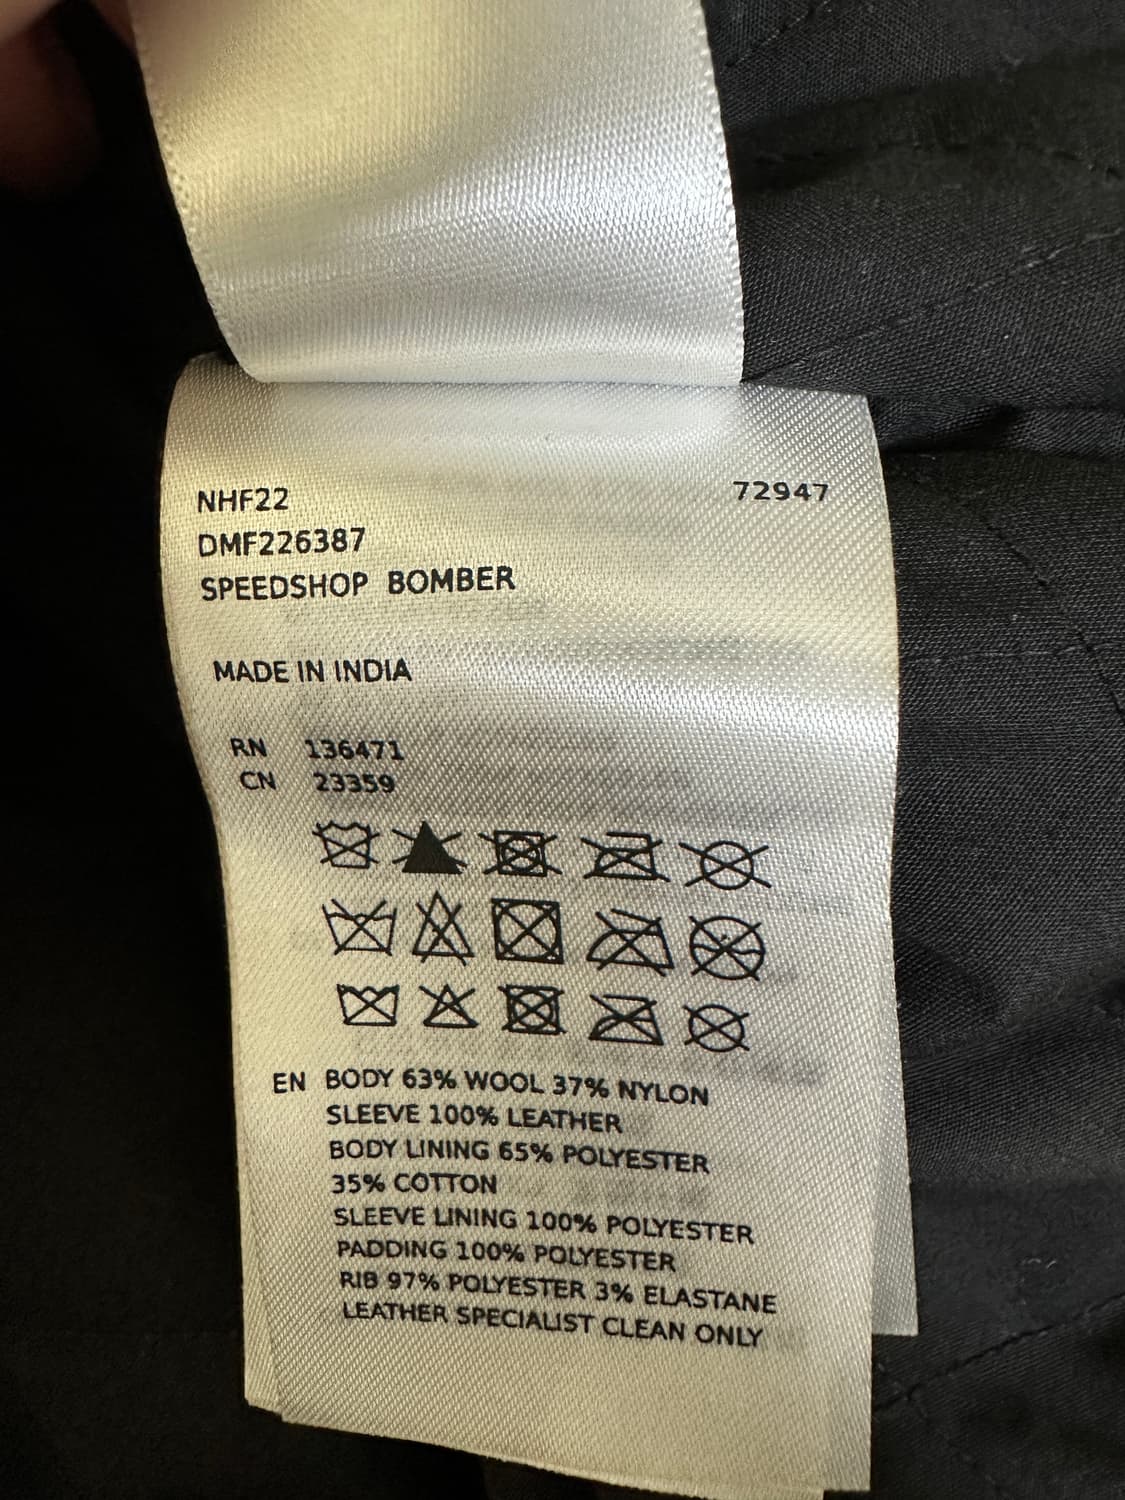 NHF22 72947
DMF226387
SPEEDSHOP BOMBER
MADE IN INDIA
RN 136471
CN 23359
EN BODY 63% WOOL 37% NYLON
SLEEVE 100% LEATHER
BODY LINING 65% POLYESTER
35% COTTON
SLEEVE LINING 100% POLYESTER
PADDING 100% POLYESTER
RIB 97% POLYESTER 3% ELASTANE
LEATHER SPECIALIST CLEAN ONLY